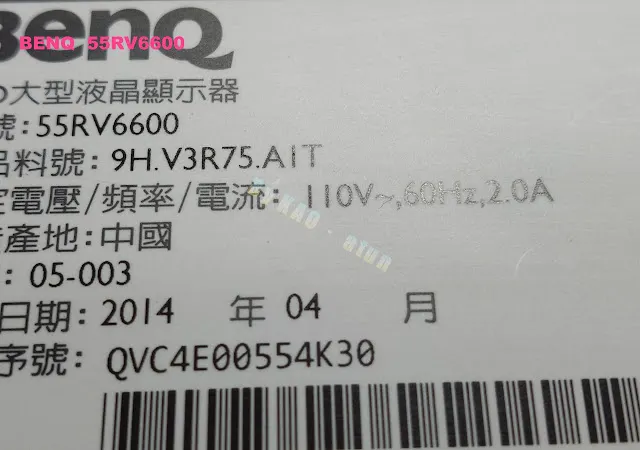 BenQ
BENQ 55RV6600
大型液晶顯示器
號:55RV6600
品料號: 9H.V3R75.A1T
定電壓/頻率/電流: 110V~,60Hz,2.0A
產地:中國
: 05-003
日期: 2014 年 04 月
序號: QVC4E00554K30